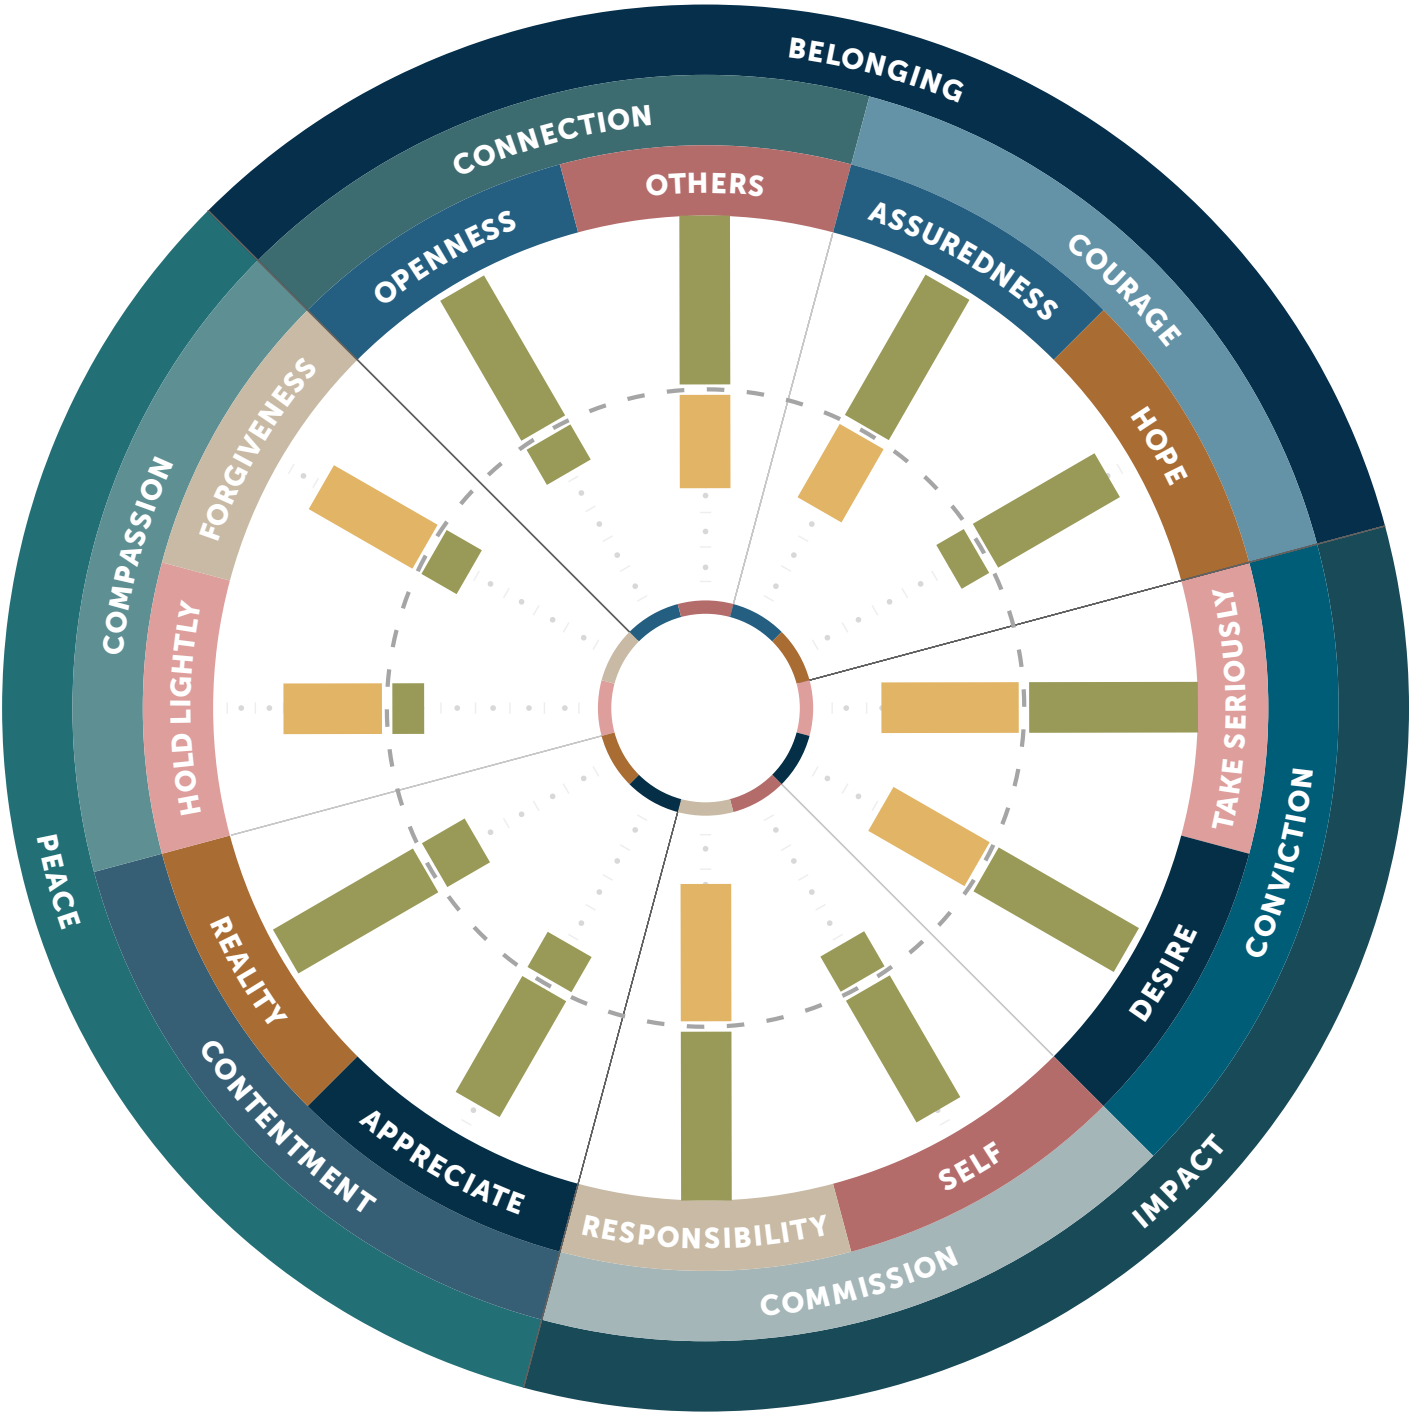 BELONGING
CONNECTION
COURAGE
OPENNESS
OTHERS
ASSUREDNESS
HOPE
TAKE SERIOUSLY
DESIRE
CONVICTION
IMPACT
SELF
RESPONSIBILITY
COMMISSION
APPRECIATE
REALITY
CONTENTMENT
PEACE
HOLD LIGHTLY
FORGIVENESS
COMPASSION